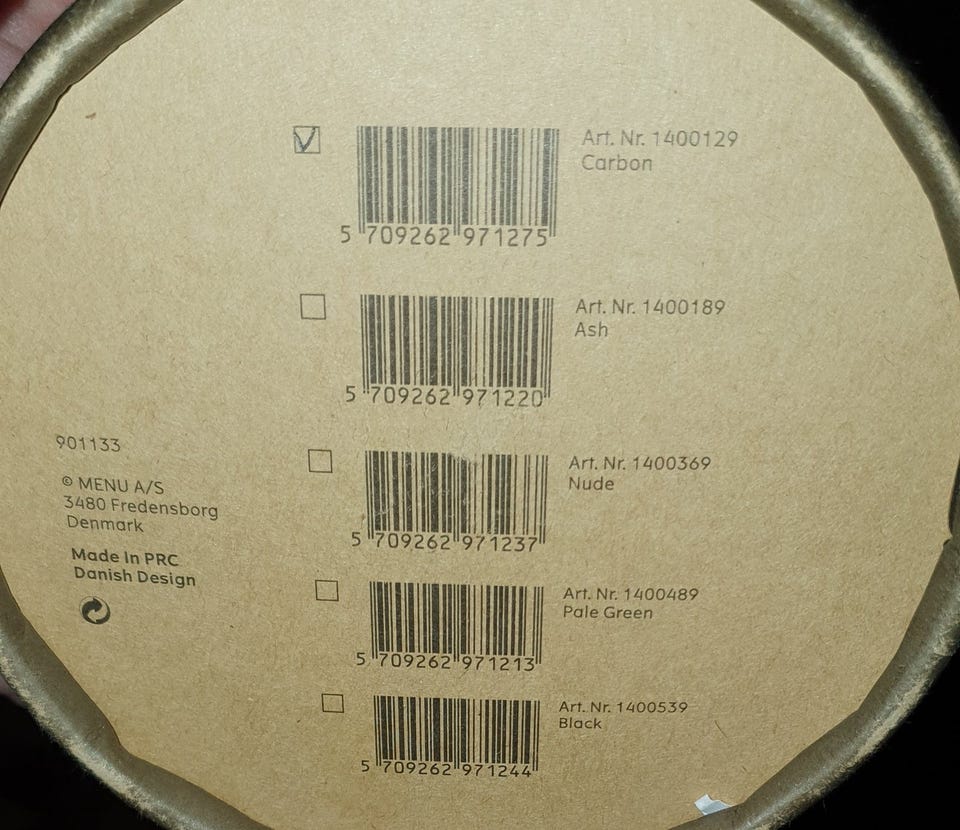 Art. Nr. 1400129
Carbon
5 709262 971275
Art. Nr. 1400189
Ash
5 709262 971220
Art. Nr. 1400369
Nude
5 709262 971237
Art. Nr. 1400489
Pale Green
5 709262 971213
Art. Nr. 1400539
Black
5 709262 971244
901133
© MENU A/S
3480 Fredensborg
Denmark
Made In PRC
Danish Design